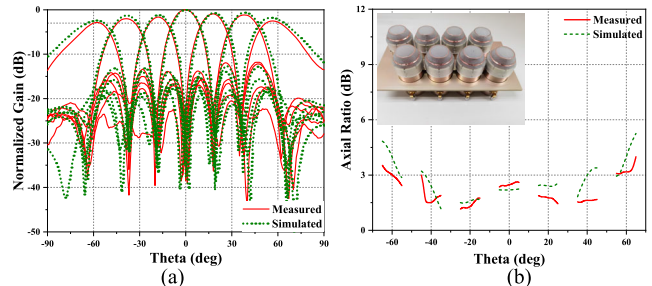 (a)
0
-10
-20
-30
-40
-50
Normalized Gain (dB)
Measured
Simulated
-90 -60 -30 0 30 60 90
Theta (deg)
(a)
12
9
6
3
0
Axial Ratio (dB)
Measured
Simulated
-60 -40 -20 0 20 40 60
Theta (deg)
(b)